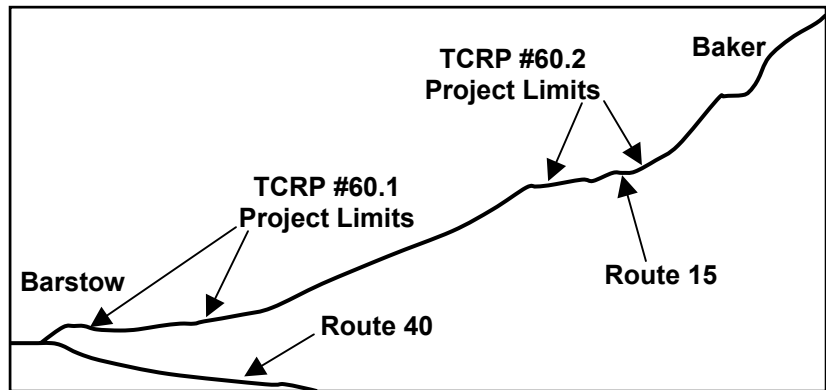 Baker
TCRP #60.2
Project Limits
TCRP #60.1
Project Limits
Barstow
Route 15
Route 40